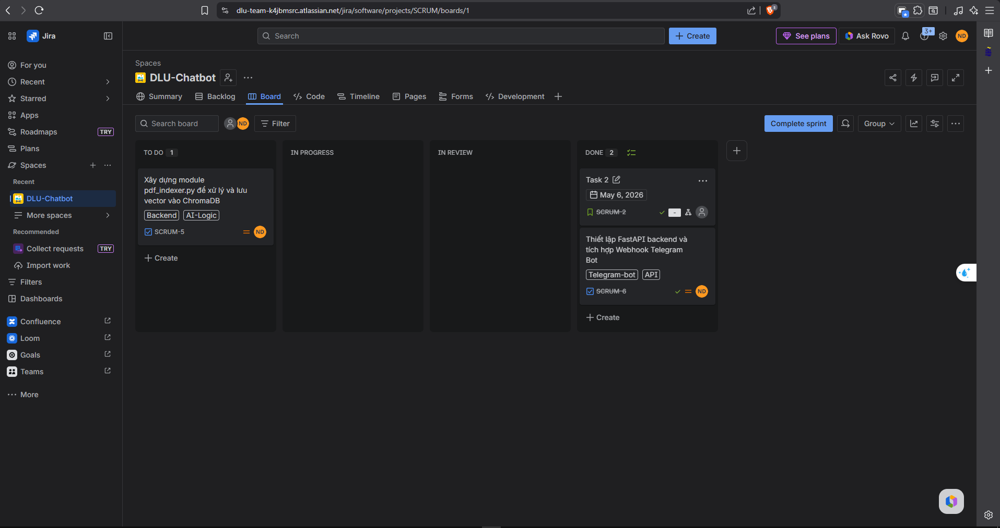 dlu-team-k4jbmsrc.atlassian.net/jira/software/projects/SCRUM/boards/1
3
Jira
Search
Create
See plans
Ask Rovo
3+
ND
For you
Recent
Starred
Apps
Roadmaps
TRY
Plans
Spaces
Recent
DLU-Chatbot
More spaces
Recommended
Collect requests
TRY
Import work
Filters
Dashboards
Confluence
Loom
Goals
Teams
More
Spaces
DLU-Chatbot
Summary
Backlog
Board
Code
Timeline
Pages
Forms
Development
Search board
ND
Filter
Complete sprint
Group
TO DO 1
Xây dựng module
pdf_indexer.py để xử lý và lưu
vector vào ChromaDB
Backend
AI-Logic
SCRUM-5
ND
Create
IN PROGRESS
IN REVIEW
DONE 2
Task 2
May 6, 2026
SCRUM-2
-
Thiết lập FastAPI backend và
tích hợp Webhook Telegram
Bot
Telegram-bot
API
SCRUM-6
ND
Create